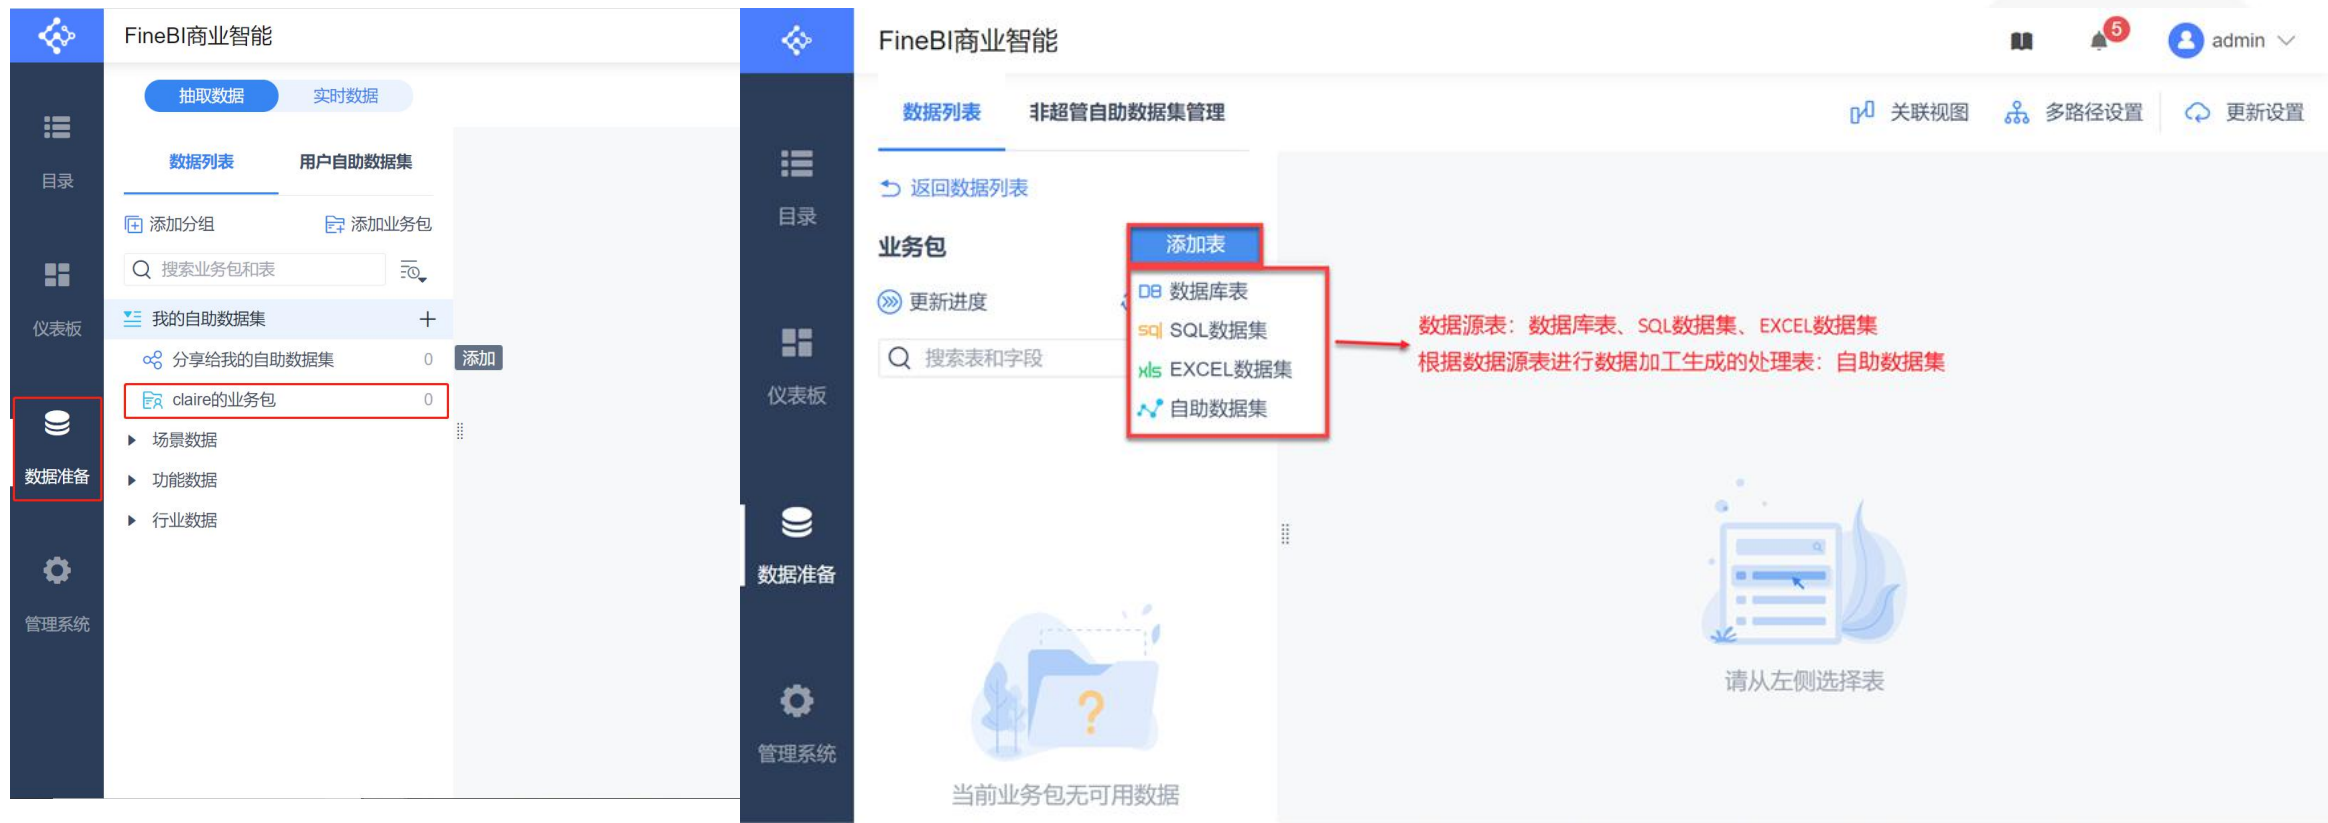 FineBI商业智能
抽取数据 实时数据
数据列表 用户自助数据集
添加分组 添加业务包
搜索业务包和表
我的自助数据集
分享给我的自助数据集 0
添加
claire的业务包 0
场景数据
功能数据
行业数据
目录
仪表板
数据准备
管理系统
FineBI商业智能
5
admin
数据列表 非超管自助数据集管理
关联视图 多路径设置 更新设置
返回数据列表
业务包 添加表
更新进度
搜索表和字段
DB 数据库表
sql SQL数据集
xls EXCEL数据集
自助数据集
数据源表：数据库表、SQL数据集、EXCEL数据集
根据数据源表进行数据加工生成的处理表：自助数据集
目录
仪表板
数据准备
管理系统
?
当前业务包无可用数据
请从左侧选择表